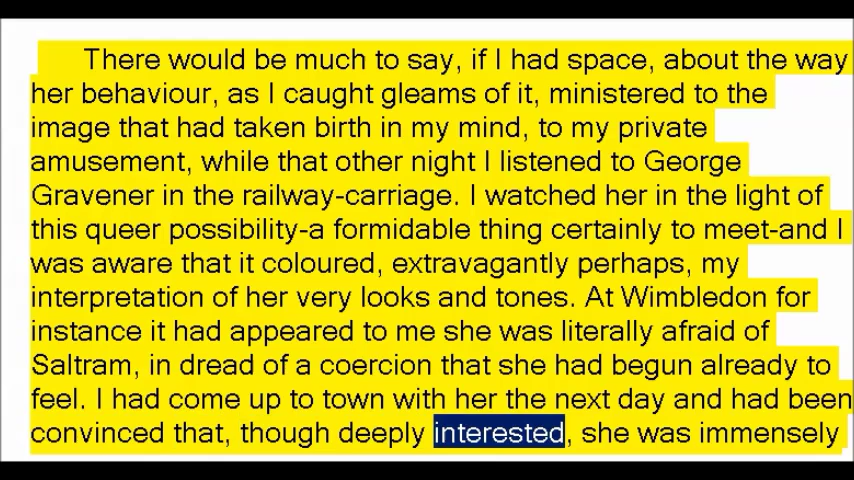 There would be much to say, if I had space, about the way
her behaviour, as I caught gleams of it, ministered to the
image that had taken birth in my mind, to my private
amusement, while that other night I listened to George
Gravener in the railway-carriage. I watched her in the light of
this queer possibility-a formidable thing certainly to meet-and I
was aware that it coloured, extravagantly perhaps, my
interpretation of her very looks and tones. At Wimbledon for
instance it had appeared to me she was literally afraid of
Saltram, in dread of a coercion that she had begun already to
feel. I had come up to town with her the next day and had been
convinced that, though deeply interested, she was immensely